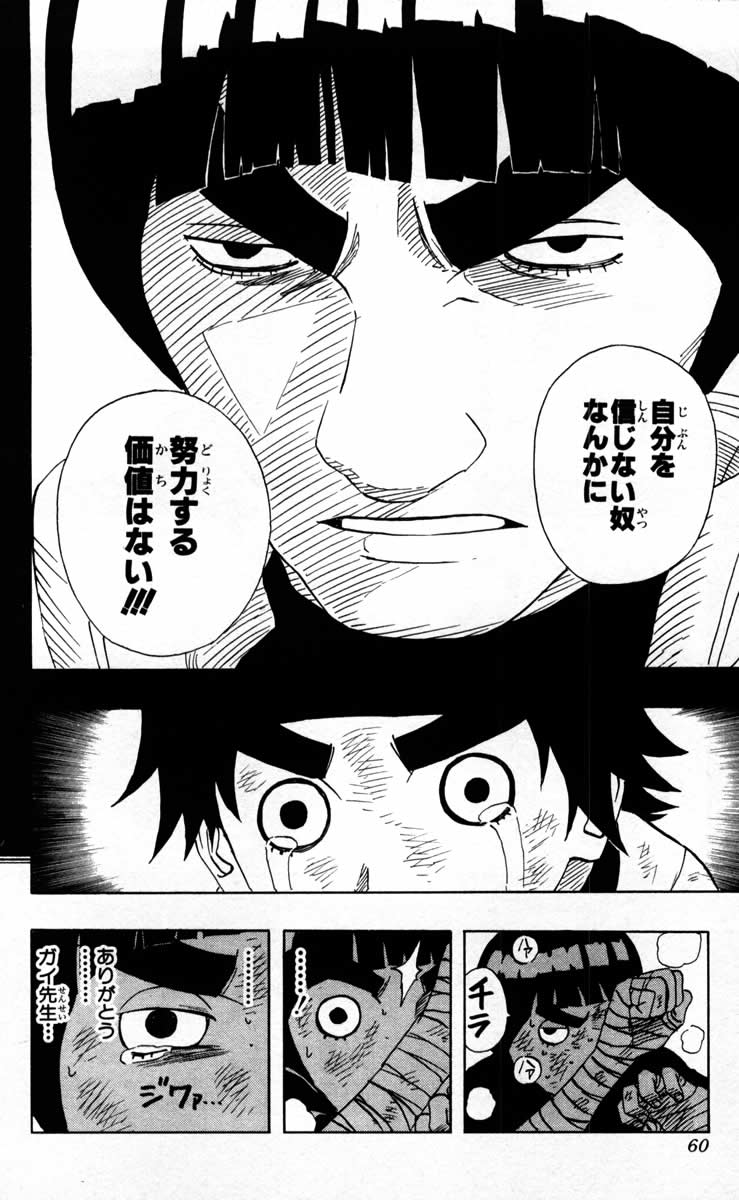 自分を
信じない奴
なんかに
努力する
価値はない!!!
ハァ
チラ
ハァ
………!
…………
ありがとう
………
ガイ先生…
ジワァ…
60